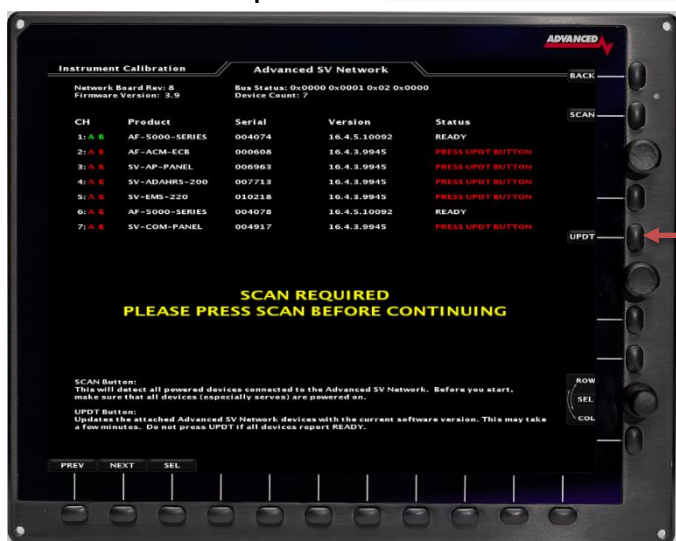 ADVANCED
Instrument Calibration
Advanced SV Network
BACK
Network Board Rev: 8
Firmware Version: 3.9
Bus Status: 0x0000 0x0001 0x02 0x0000
Device Count: 7
SCAN
CH Product Serial Version Status
1: A B AF-5000-SERIES 004074 16.4.5.10092 READY
2: A B AF-ACM-ECB 000608 16.4.3.9945 PRESS UPDT BUTTON
3: A B SV-AP-PANEL 006963 16.4.3.9945 PRESS UPDT BUTTON
4: A B SV-ADAHRS-200 007713 16.4.3.9945 PRESS UPDT BUTTON
5: A B SV-EMS-220 010218 16.4.3.9945 PRESS UPDT BUTTON
6: A B AF-5000-SERIES 004078 16.4.5.10092 READY
7: A B SV-COM-PANEL 004917 16.4.3.9945 PRESS UPDT BUTTON
UPDT
SCAN REQUIRED
PLEASE PRESS SCAN BEFORE CONTINUING
SCAN Button:
This will detect all powered devices connected to the Advanced SV Network. Before you start,
make sure that all devices (especially servos) are powered on.
UPDT Button:
Updates the attached Advanced SV Network devices with the current software version. This may take
a few minutes. Do not press UPDT if all devices report READY.
ROW
SEL
COL
PREV NEXT SEL